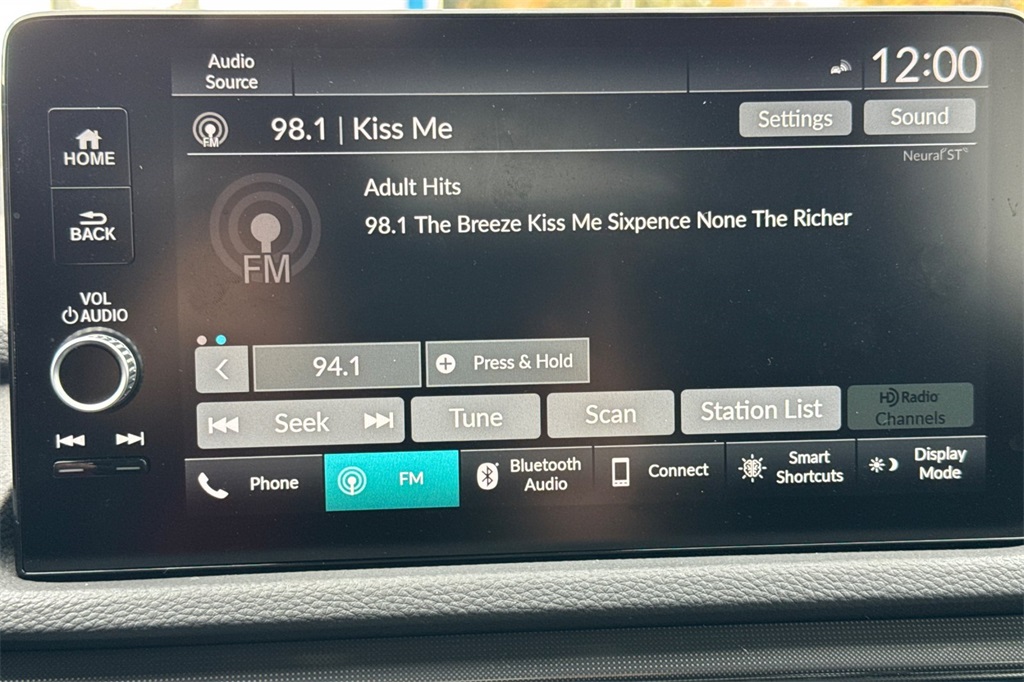 Audio
Source
12:00
FM
98.1 | Kiss Me
Settings
Sound
Neural ST
HOME
BACK
Adult Hits
98.1 The Breeze Kiss Me Sixpence None The Richer
FM
VOL
AUDIO
94.1
Press & Hold
Seek
Tune
Scan
Station List
HD Radio
Channels
Phone
FM
Bluetooth
Audio
Connect
Smart
Shortcuts
Display
Mode